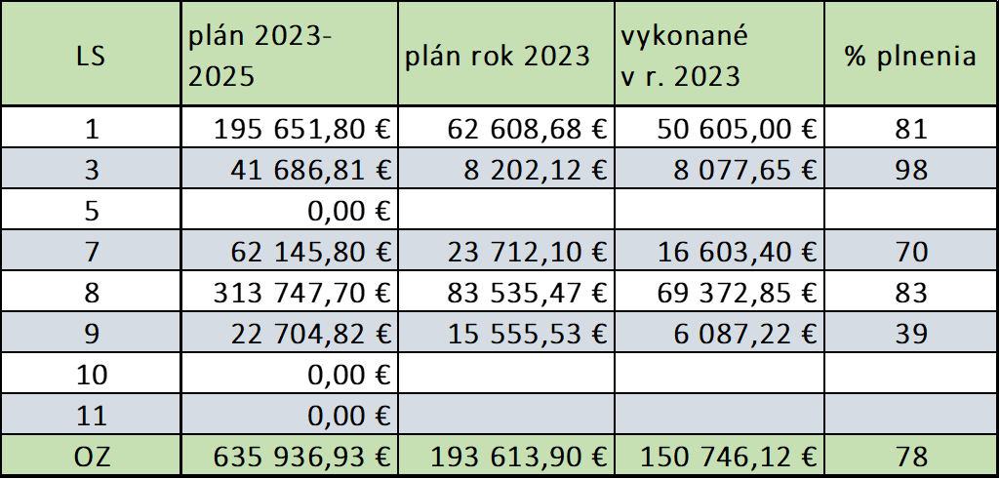 LS plán 2023-2025 plán rok 2023 vykonané v r. 2023 % plnenia
1 195 651,80 € 62 608,68 € 50 605,00 € 81
3 41 686,81 € 8 202,12 € 8 077,65 € 98
5 0,00 €
7 62 145,80 € 23 712,10 € 16 603,40 € 70
8 313 747,70 € 83 535,47 € 69 372,85 € 83
9 22 704,82 € 15 555,53 € 6 087,22 € 39
10 0,00 €
11 0,00 €
OZ 635 936,93 € 193 613,90 € 150 746,12 € 78